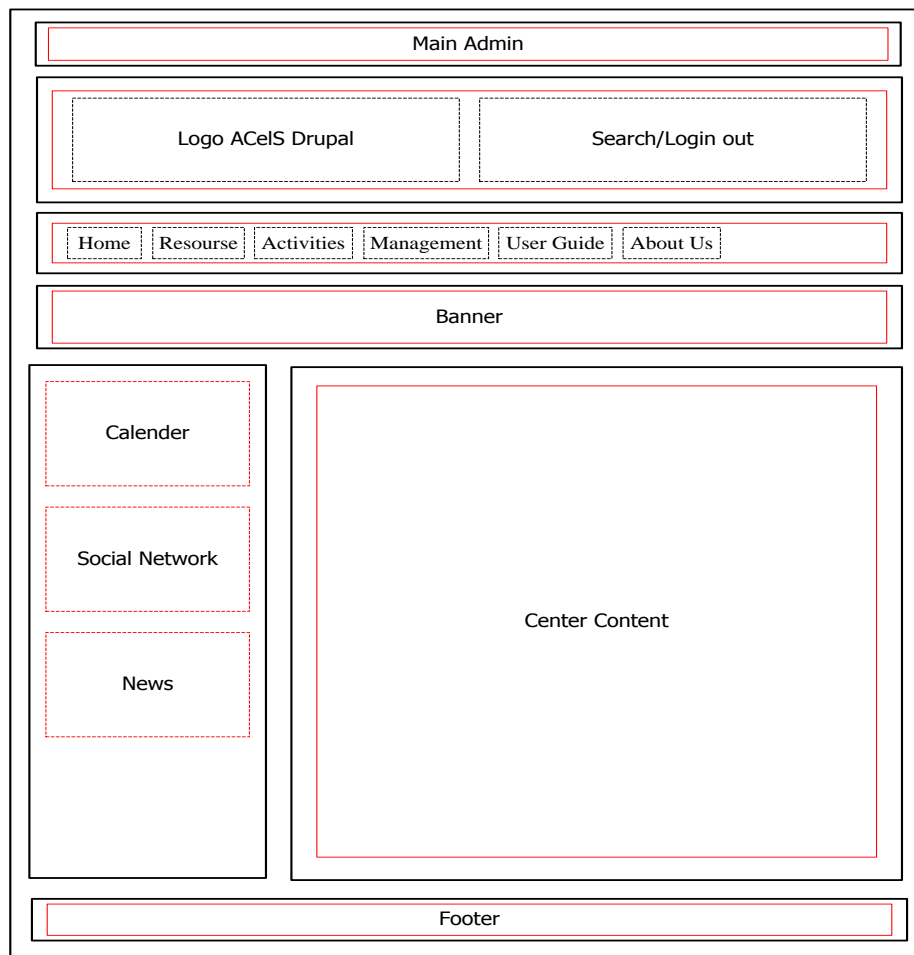 Main Admin
Logo ACelS Drupal
Search/Login out
Home Resourse Activities Management User Guide About Us
Banner
Calender
Social Network
News
Center Content
Footer